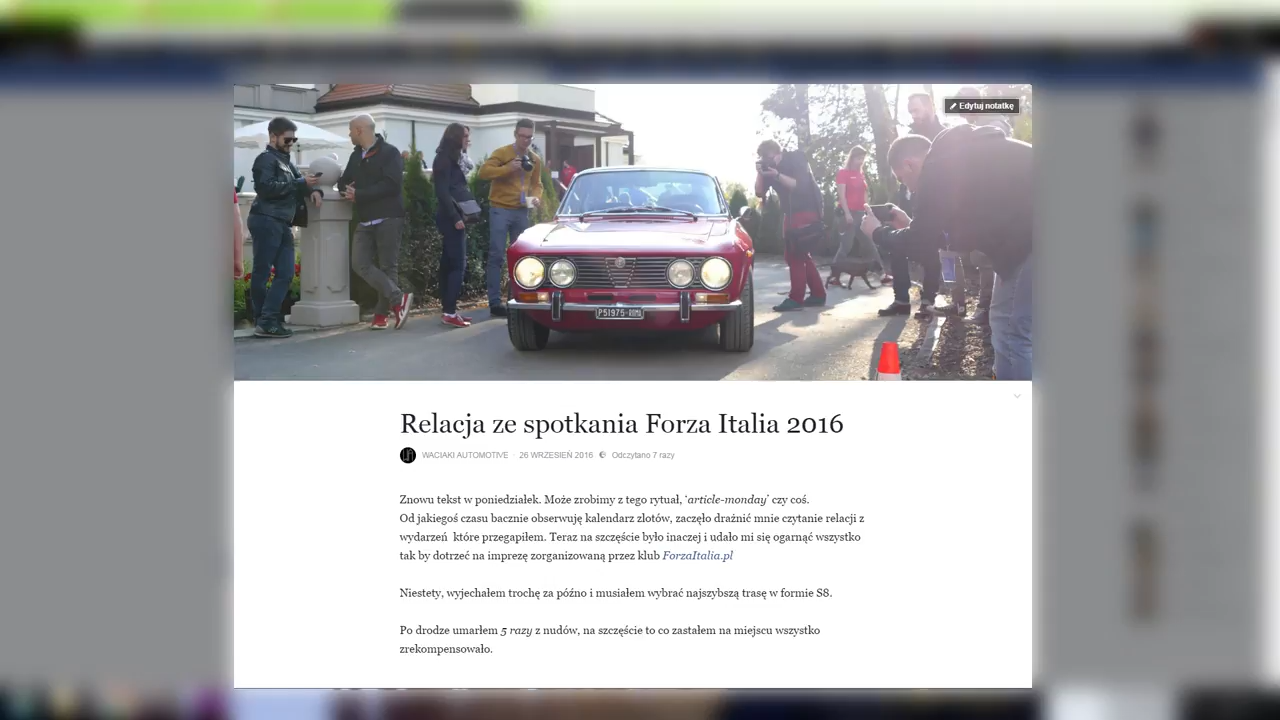 Edytuj notatkę
P51975·ROMA
Relacja ze spotkania Forza Italia 2016
WACIAKI AUTOMOTIVE · 26 WRZESIEŃ 2016 Odczytano 7 razy
Znowu tekst w poniedziałek. Może zrobimy z tego rytuał, 'article-monday' czy coś.
Od jakiegoś czasu bacznie obserwuję kalendarz zlotów, zaczęło drażnić mnie czytanie relacji z
wydarzeń które przegapiłem. Teraz na szczęście było inaczej i udało mi się ogarnąć wszystko
tak by dotrzeć na imprezę zorganizowaną przez klub ForzaItalia.pl
Niestety, wyjechałem trochę za późno i musiałem wybrać najszybszą trasę w formie S8.
Po drodze umarłem 5 razy z nudów, na szczęście to co zastałem na miejscu wszystko
zrekompensowało.